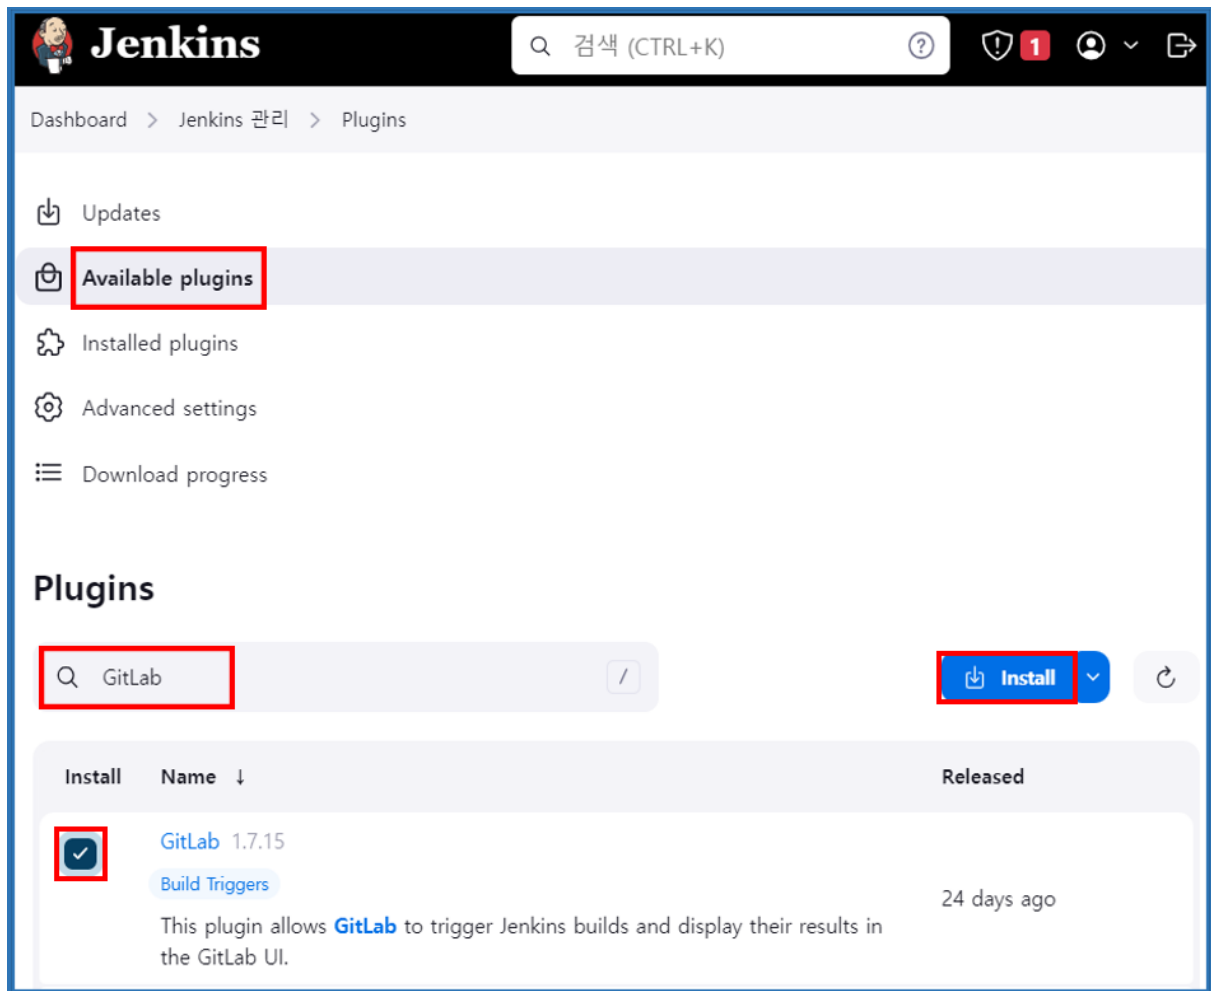 Jenkins
검색 (CTRL+K)
1
Dashboard > Jenkins 관리 > Plugins
Updates
Available plugins
Installed plugins
Advanced settings
Download progress
Plugins
GitLab / Install
Install Name ↓ Released
GitLab 1.7.15
Build Triggers
24 days ago
This plugin allows GitLab to trigger Jenkins builds and display their results in
the GitLab UI.